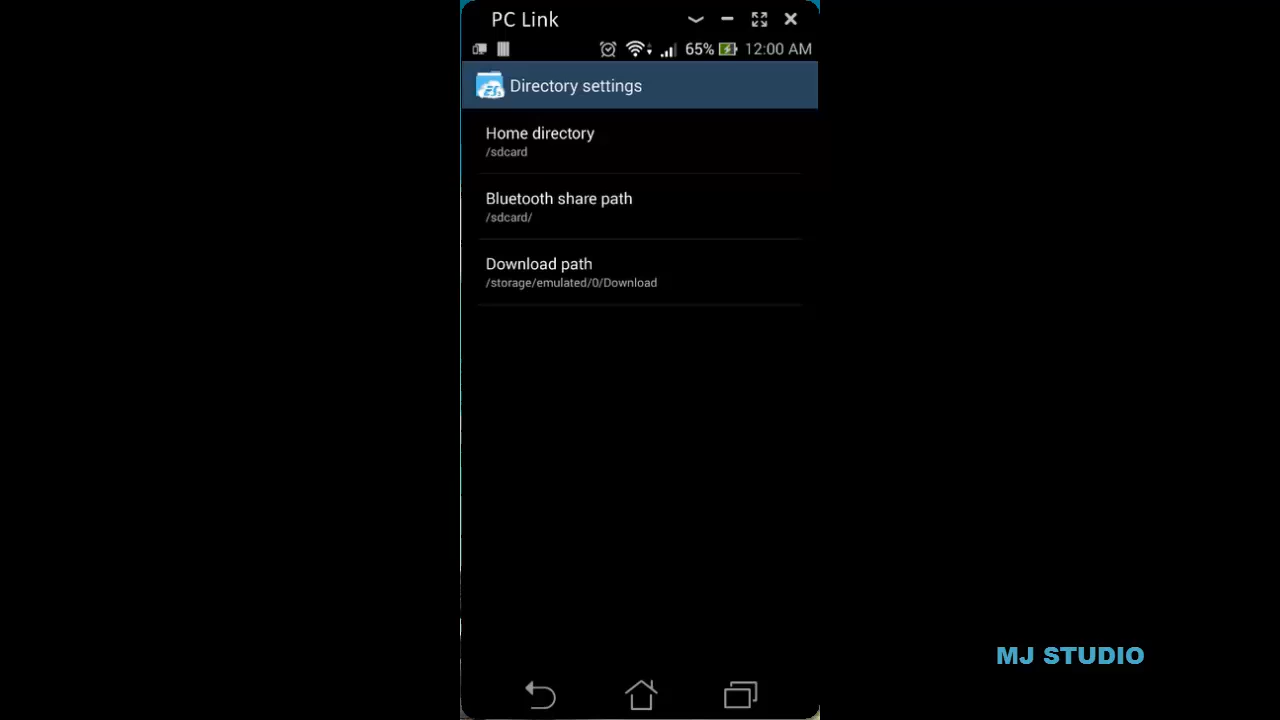 PC Link
65% 12:00 AM
ES
Directory settings
Home directory
/sdcard
Bluetooth share path
/sdcard/
Download path
/storage/emulated/0/Download
MJ STUDIO